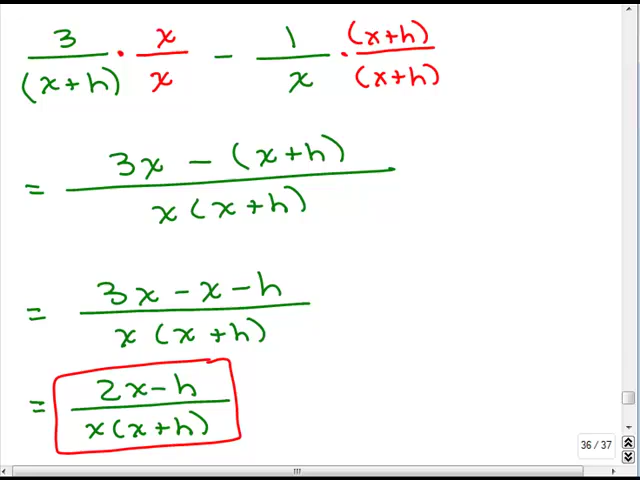 3/(x+h) · x/x − 1/x · (x+h)/(x+h)
= (3x − (x+h))/(x(x+h))
= (3x − x − h)/(x(x+h))
= (2x−h)/(x(x+h))
36 / 37